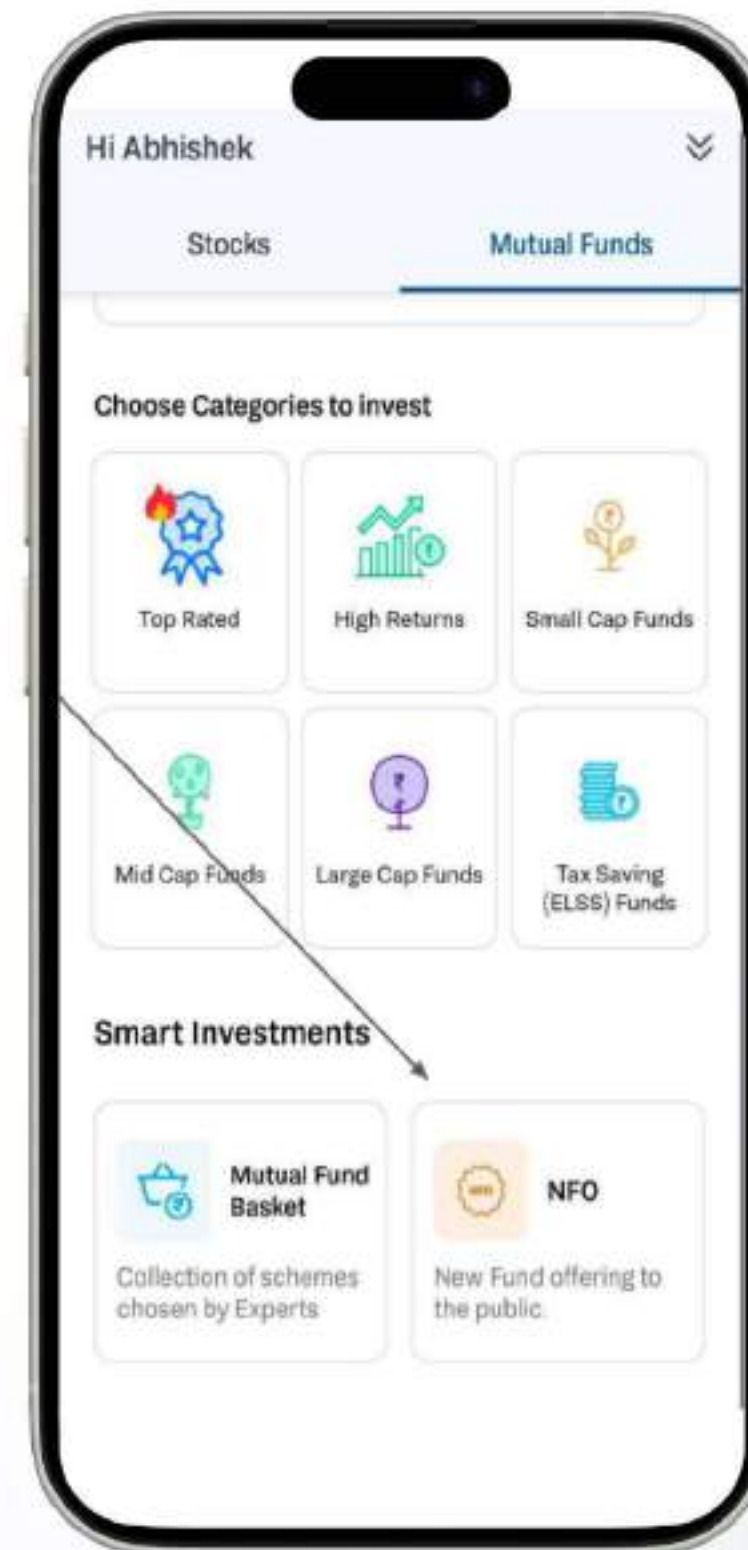 Hi Abhishek
Stocks
Mutual Funds
Choose Categories to invest
Top Rated
High Returns
Small Cap Funds
Mid Cap Funds
Large Cap Funds
Tax Saving
(ELSS) Funds
Smart Investments
Mutual Fund
Basket
Collection of schemes
chosen by Experts
NFO
New Fund offering to
the public.